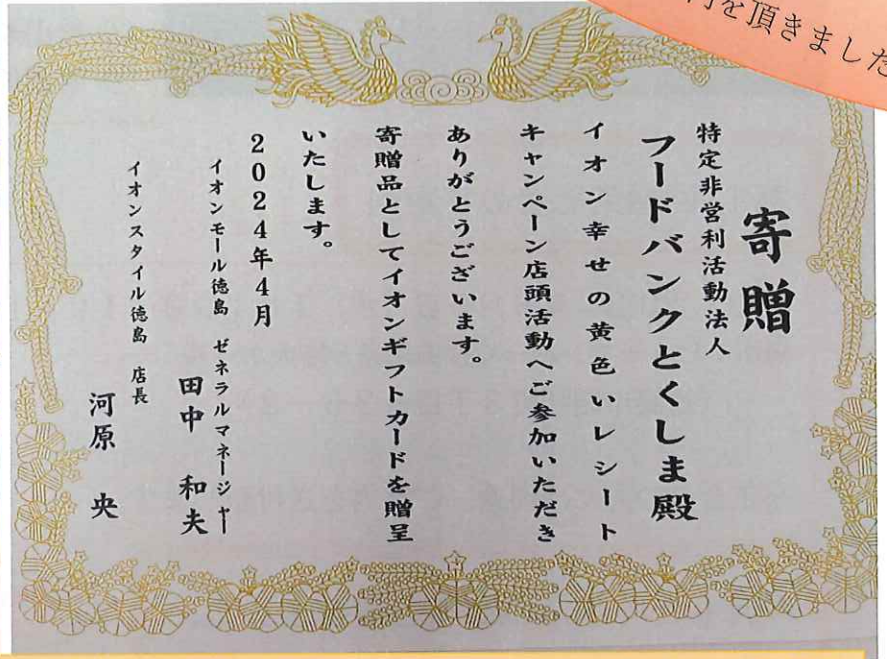 を頂きました
寄贈
特定非営利活動法人
フードバンクとくしま殿
イオン幸せの黄色いレシート
キャンペーン店頭活動へご参加いただき
ありがとうございます。
寄贈品としてイオンギフトカードを贈呈
いたします。
2024年4月
イオンモール徳島 ゼネラルマネージャー
田中 和夫
イオンスタイル徳島 店長
河原 央